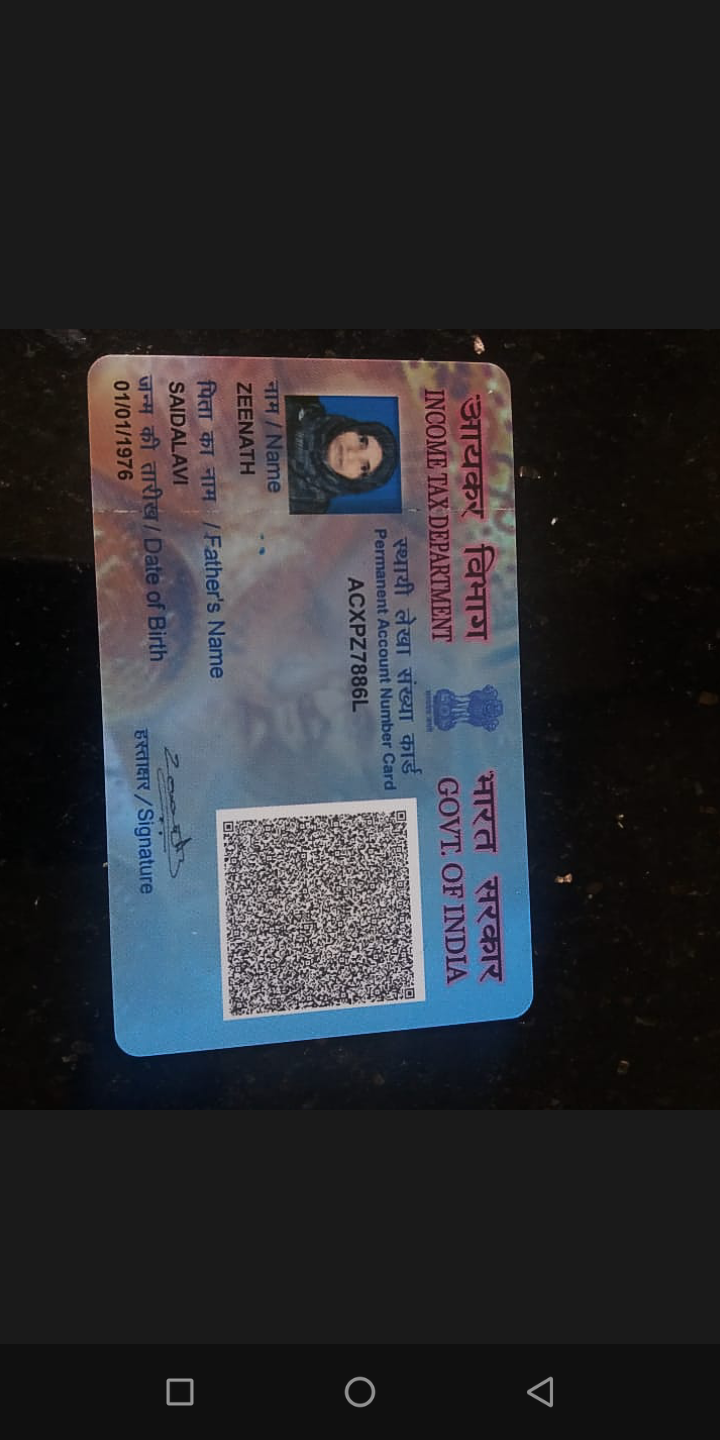 आयकर विभाग
INCOME TAX DEPARTMENT
भारत सरकार
GOVT. OF INDIA
स्थायी लेखा संख्या कार्ड
Permanent Account Number Card
ACXPZ7886L
नाम / Name
ZEENATH
पिता का नाम / Father's Name
SAIDALAVI
जन्म की तारीख / Date of Birth
01/01/1976
हस्ताक्षर / Signature